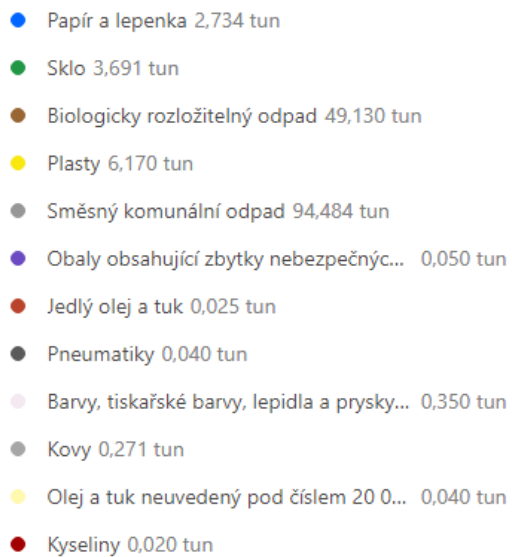 Papír a lepenka 2,734 tun
Sklo 3,691 tun
Biologicky rozložitelný odpad 49,130 tun
Plasty 6,170 tun
Směsný komunální odpad 94,484 tun
Obaly obsahující zbytky nebezpečnýc... 0,050 tun
Jedlý olej a tuk 0,025 tun
Pneumatiky 0,040 tun
Barvy, tiskařské barvy, lepidla a prysky... 0,350 tun
Kovy 0,271 tun
Olej a tuk neuvedený pod číslem 20 0... 0,040 tun
Kyseliny 0,020 tun